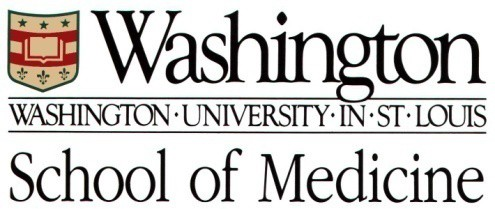 Washington
WASHINGTON·UNIVERSITY·IN·ST·LOUIS
School of Medicine